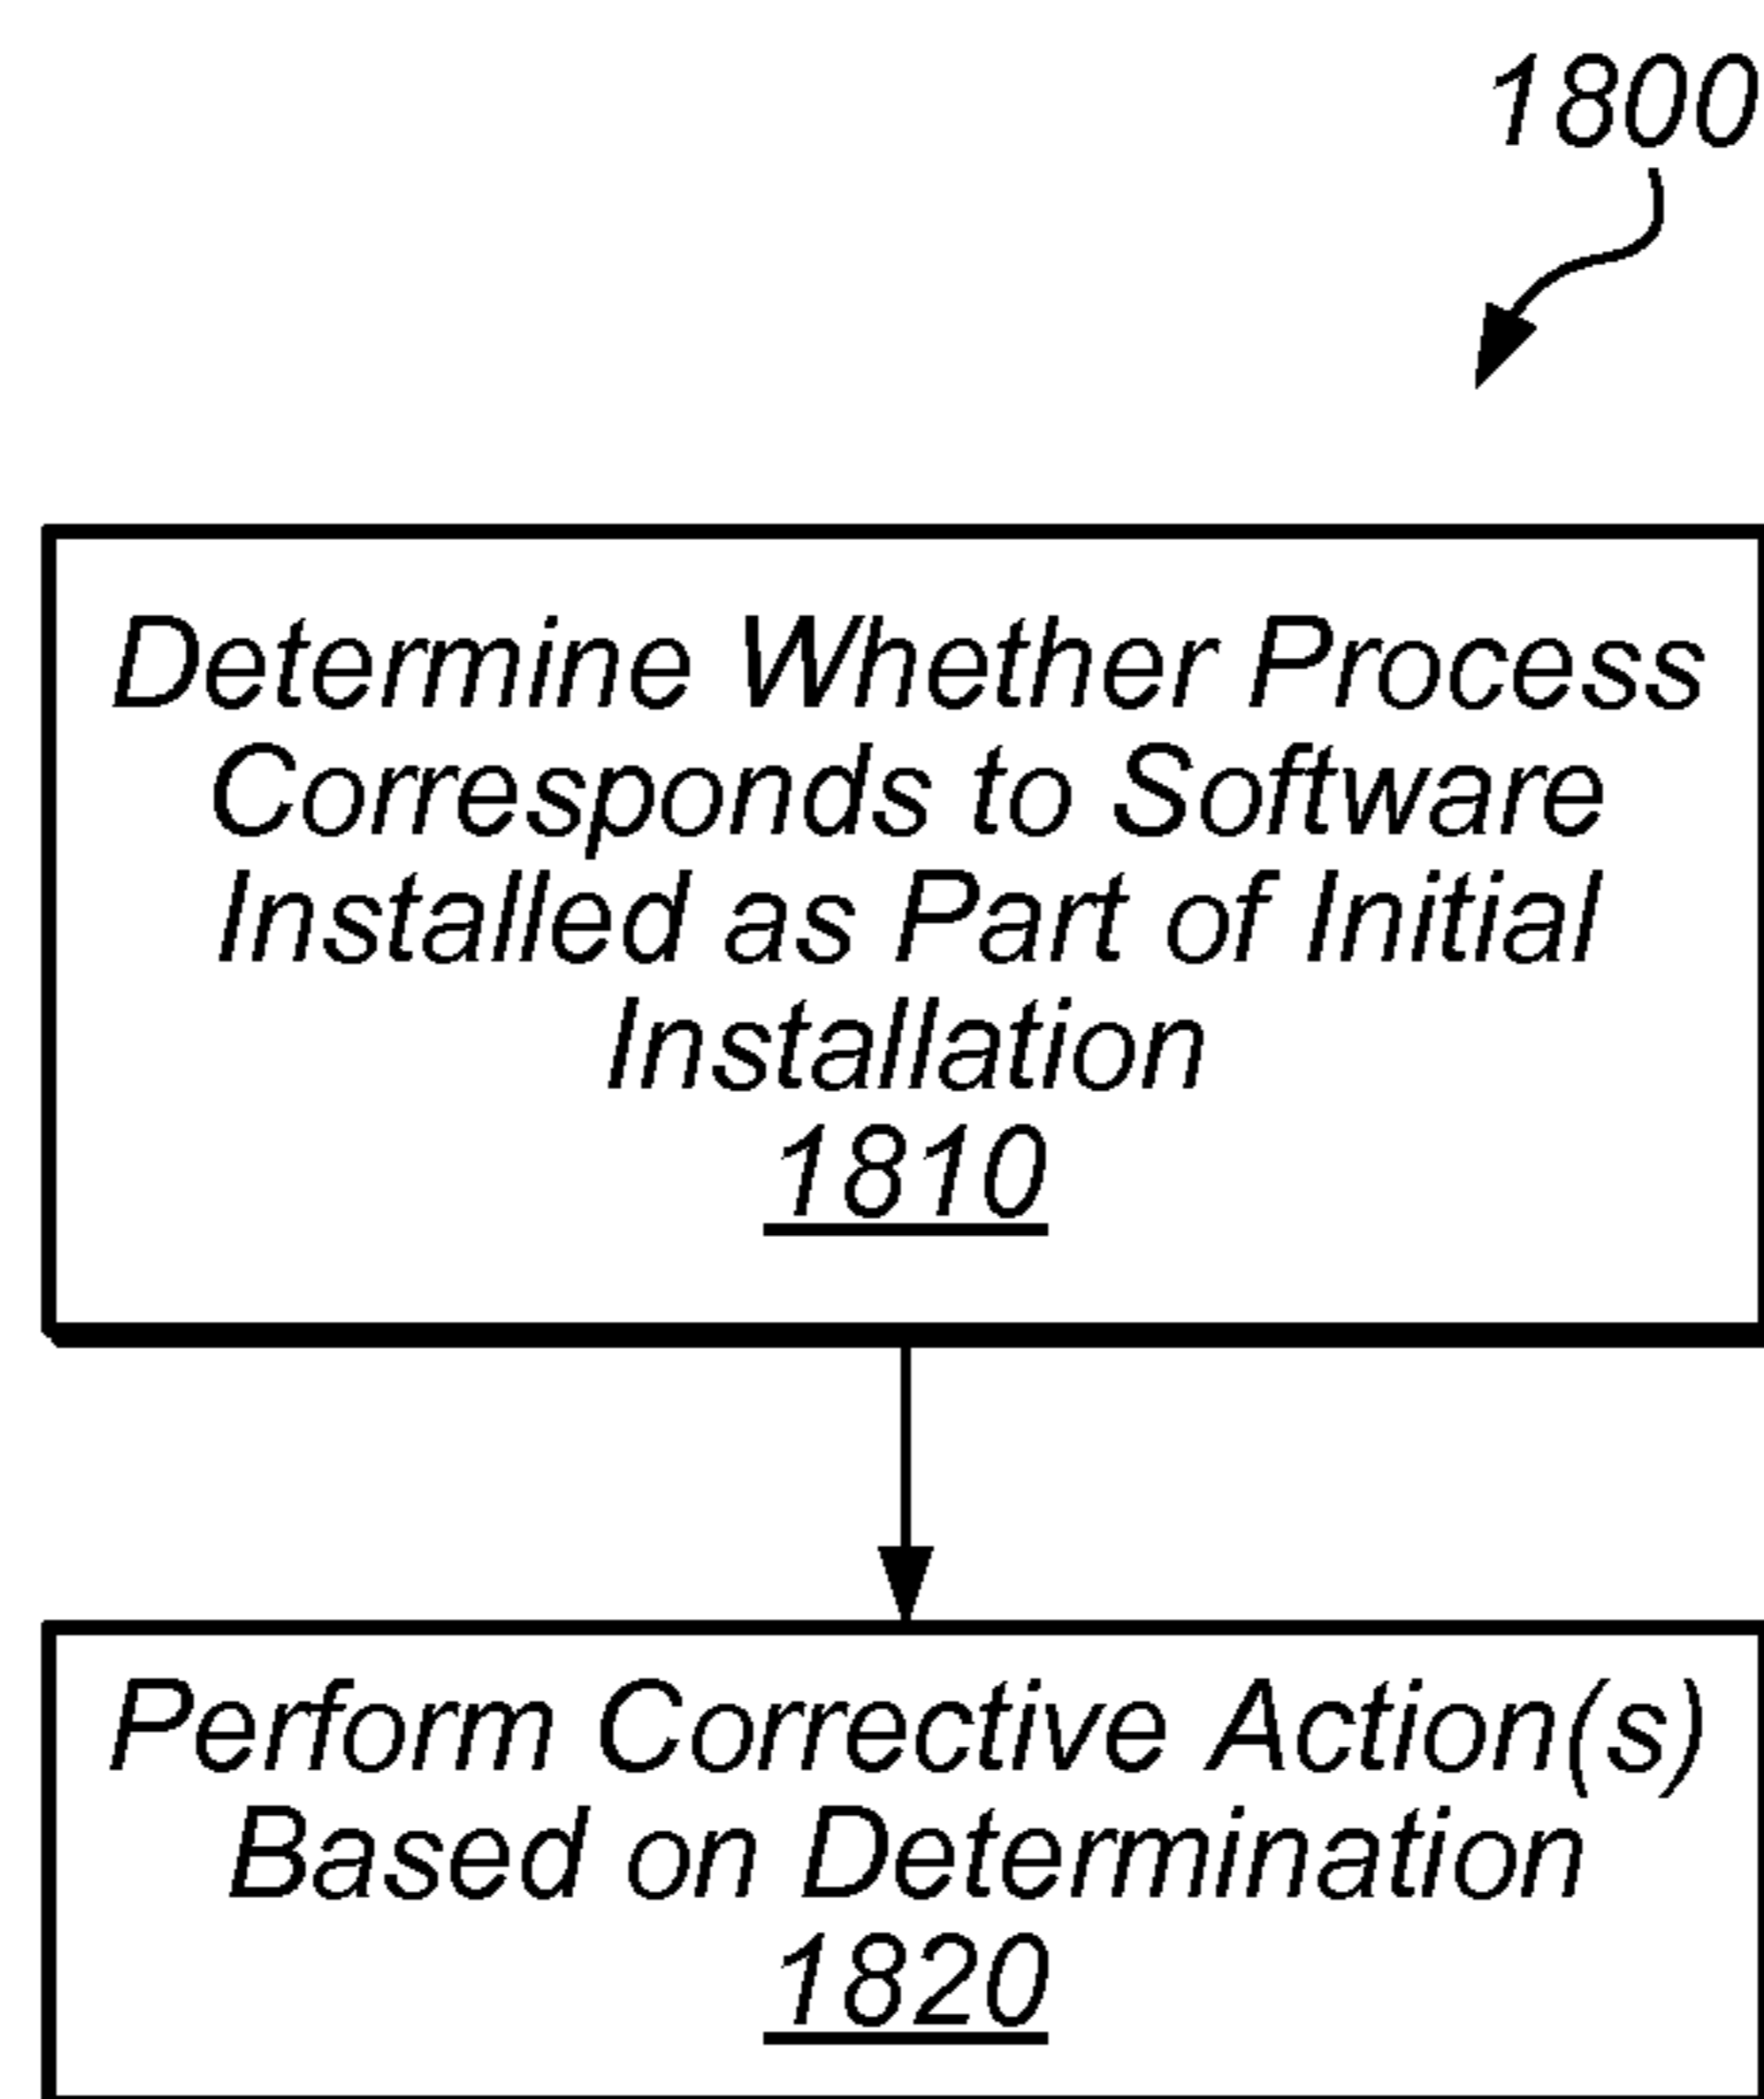 1800
Determine Whether Process
Corresponds to Software
Installed as Part of Initial
Installation
1810
Perform Corrective Action(s)
Based on Determination
1820